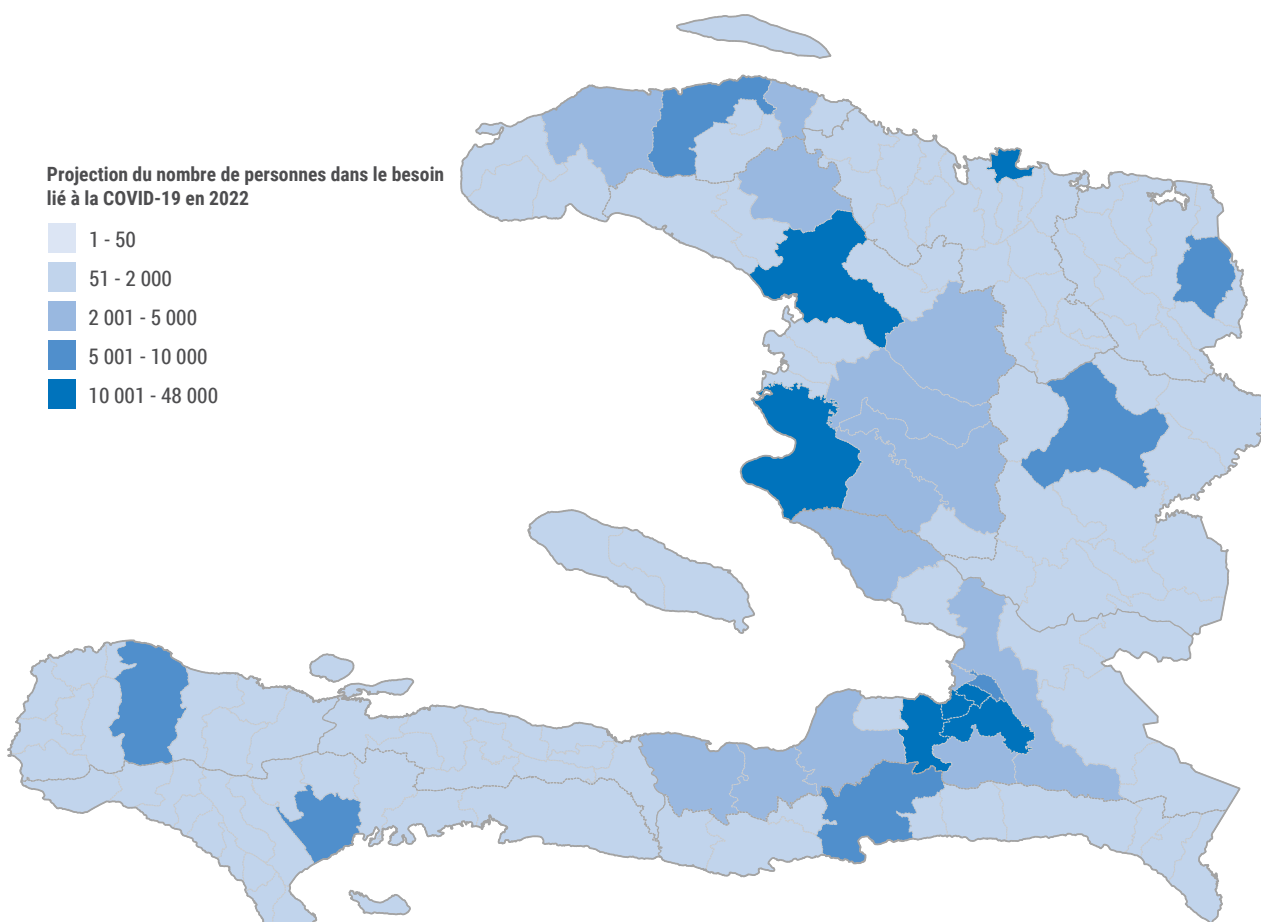 Projection du nombre de personnes dans le besoin
lié à la COVID-19 en 2022
1 - 50
51 - 2 000
2 001 - 5 000
5 001 - 10 000
10 001 - 48 000